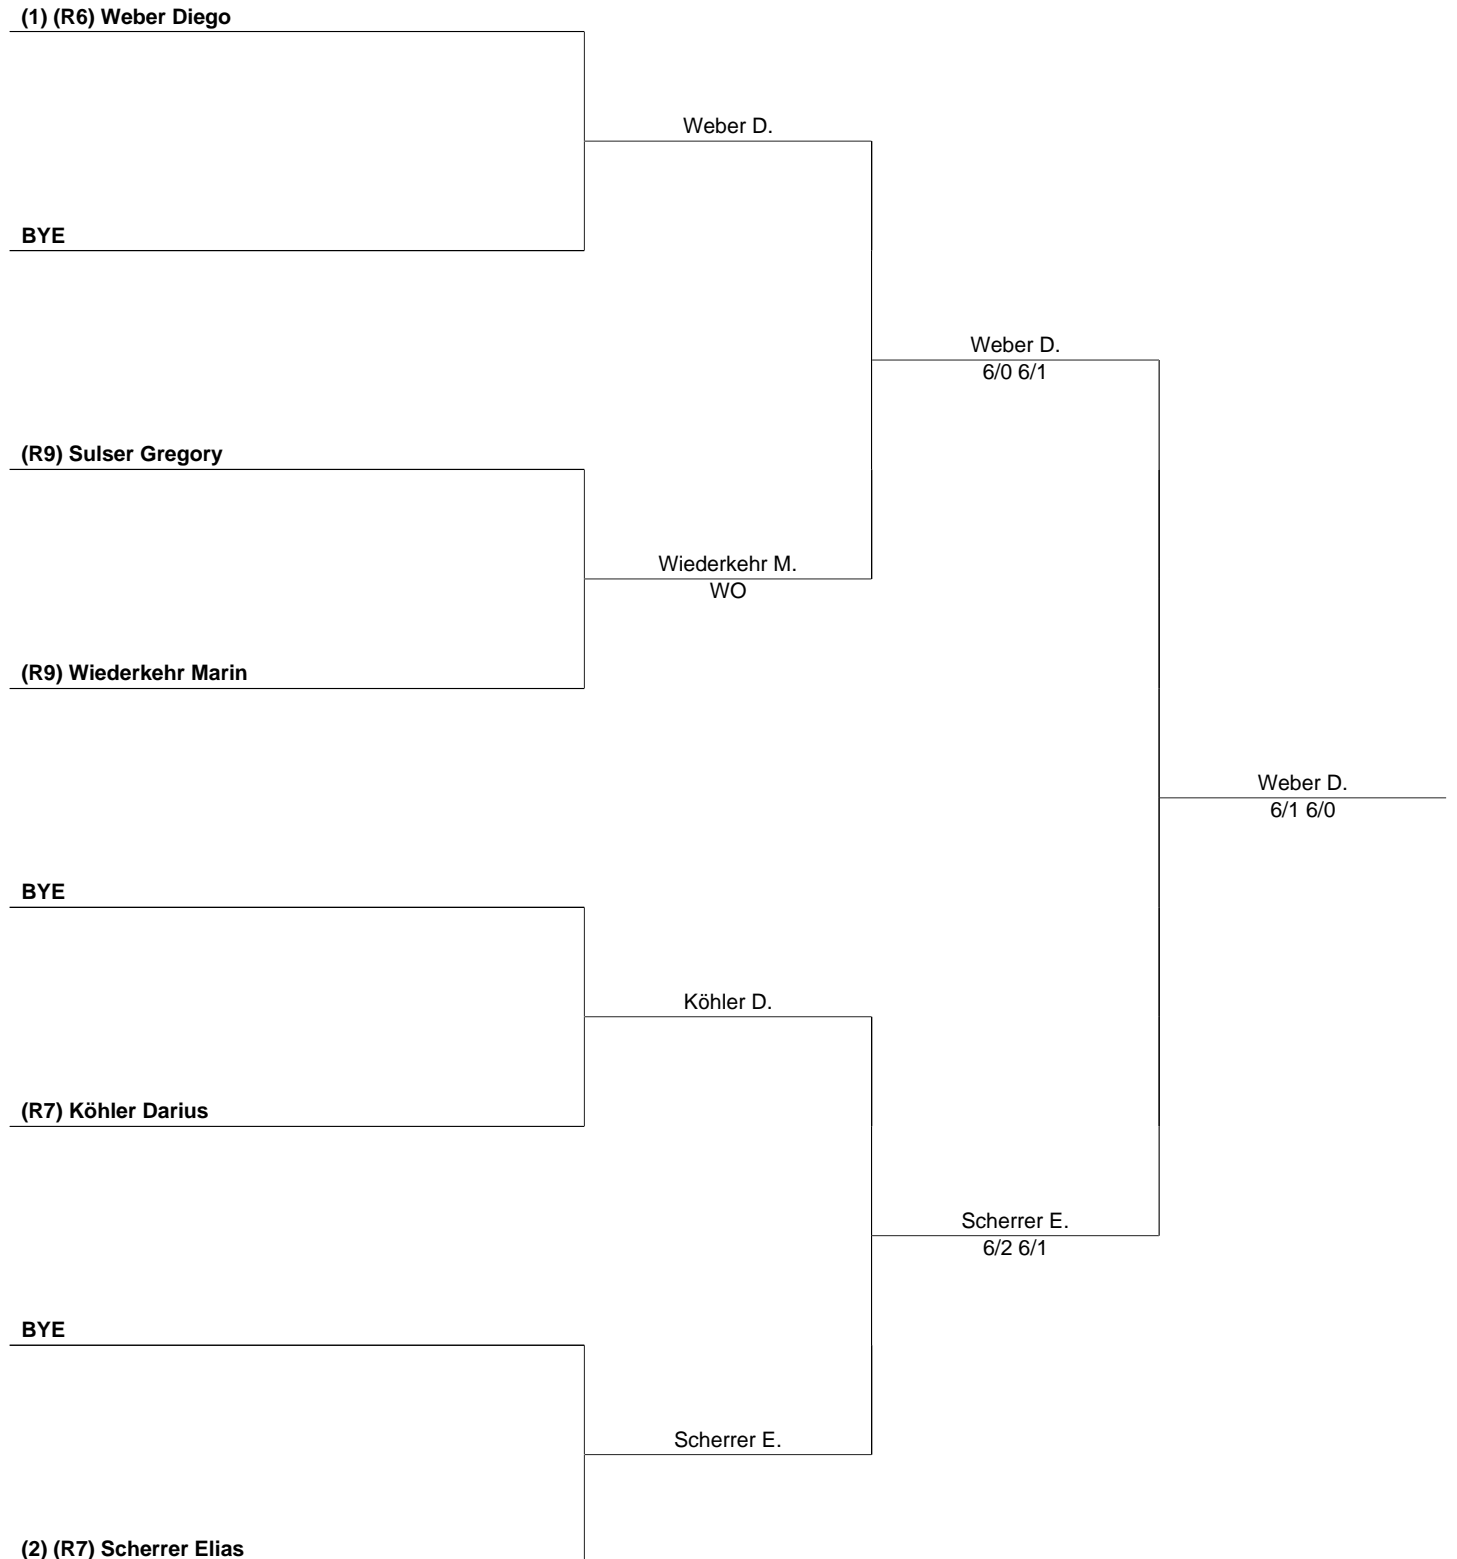 (1) (R6) Weber Diego
Weber D.
BYE
Weber D.
6/0 6/1
(R9) Sulser Gregory
Wiederkehr M.
WO
(R9) Wiederkehr Marin
Weber D.
6/1 6/0
BYE
Köhler D.
(R7) Köhler Darius
Scherrer E.
6/2 6/1
BYE
Scherrer E.
(2) (R7) Scherrer Elias